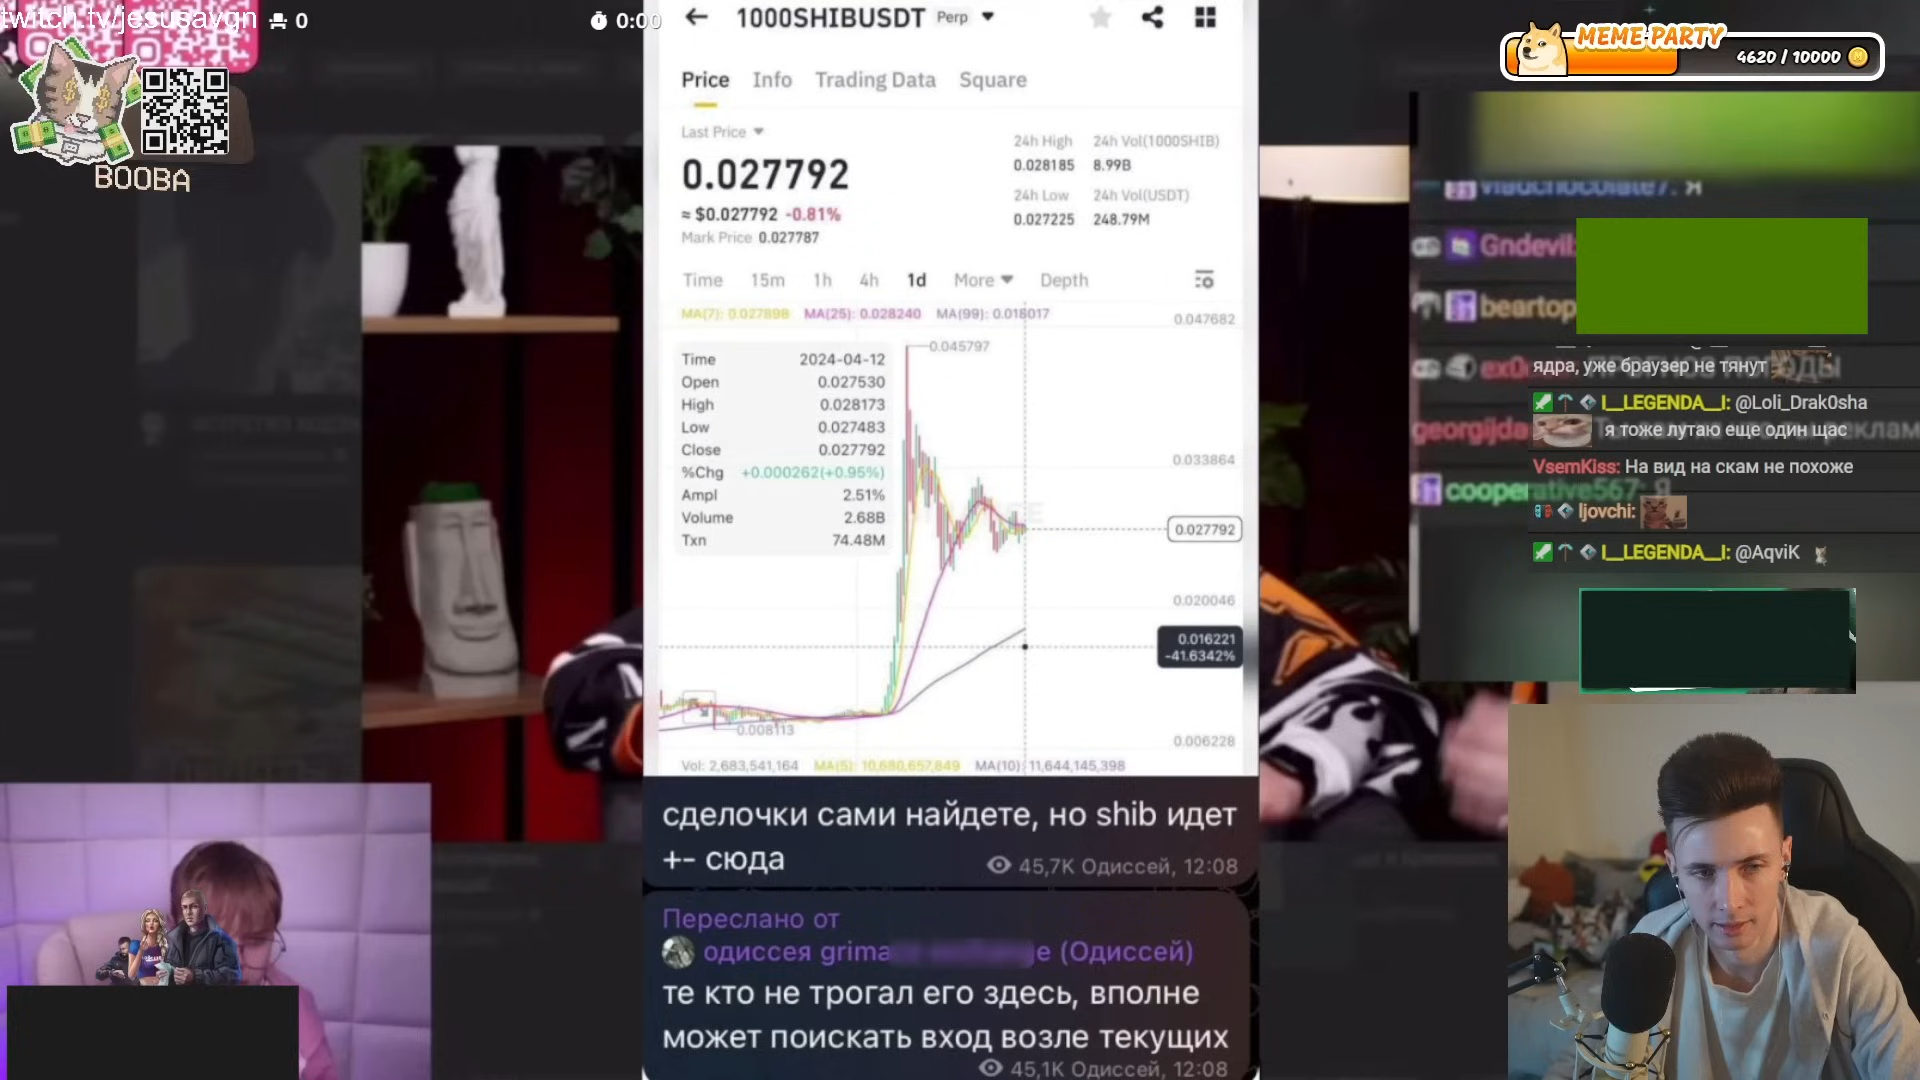 twitch.tv/jesusavgn
0
0:00
BOOBA
1000SHIBUSDT Perp
Price Info Trading Data Square
Last Price
0.027792
≈ $0.027792 -0.81%
Mark Price 0.027787
24h High 24h Vol(1000SHIB)
0.028185 8.99B
24h Low 24h Vol(USDT)
0.027225 248.79M
Time 15m 1h 4h 1d More Depth
MA(7): 0.027898 MA(25): 0.028240 MA(99): 0.018017
0.047682
0.045797
Time 2024-04-12
Open 0.027530
High 0.028173
Low 0.027483
Close 0.027792
%Chg +0.000262(+0.95%)
Ampl 2.51%
Volume 2.68B
Txn 74.48M
0.033864
0.027792
0.020046
0.016221
-41.6342%
0.008113
0.006228
Vol: 2,683,541,164 MA(5): 10,680,657,849 MA(10): 11,644,145,398
сделочки сами найдете, но shib идет
+- сюда
45,7K Одиссей, 12:08
Переслано от
одиссея grima e (Одиссей)
те кто не трогал его здесь, вполне
может поискать вход возле текущих
45,1K Одиссей, 12:08
MEME PARTY
4620 / 10000
vladchocolate7: Я
Gndevil:
beartop
ядра, уже браузер не тянут
I__LEGENDA__I: @Loli_Drak0sha
я тоже лутаю еще один щас
georgijda
VsemKiss: На вид на скам не похоже
cooperative567: Я
ljovchi:
I__LEGENDA__I: @AqviK